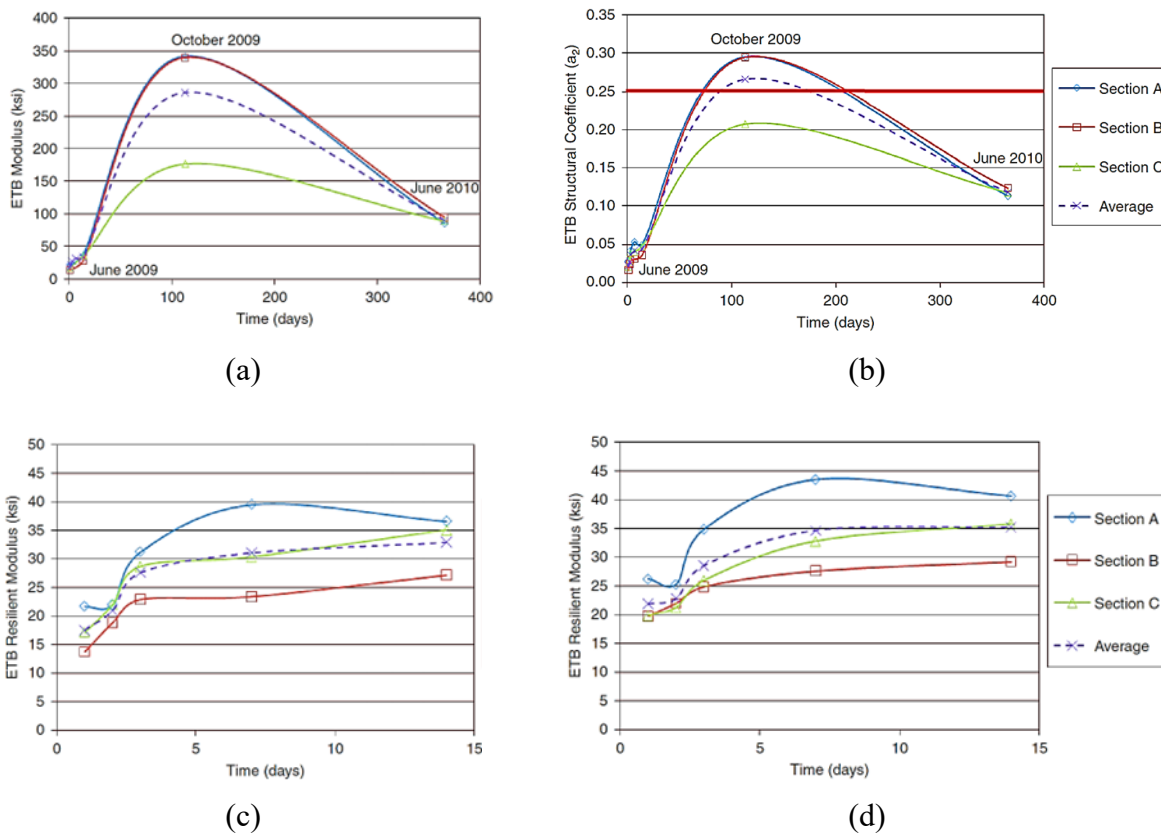 400
350
300
250
200
150
100
50
0
ETB Modulus (ksi)
October 2009
June 2010
June 2009
0 100 200 300 400
Time (days)
(a)
0.35
0.30
0.25
0.20
0.15
0.10
0.05
0.00
ETB Structural Coefficient (a₂)
October 2009
June 2010
June 2009
0 100 200 300 400
Time (days)
Section A
Section B
Section C
Average
(b)
50
45
40
35
30
25
20
15
10
5
0
ETB Resilient Modulus (ksi)
0 5 10 15
Time (days)
(c)
50
45
40
35
30
25
20
15
10
5
0
ETB Resilient Modulus (ksi)
0 5 10 15
Time (days)
Section A
Section B
Section C
Average
(d)